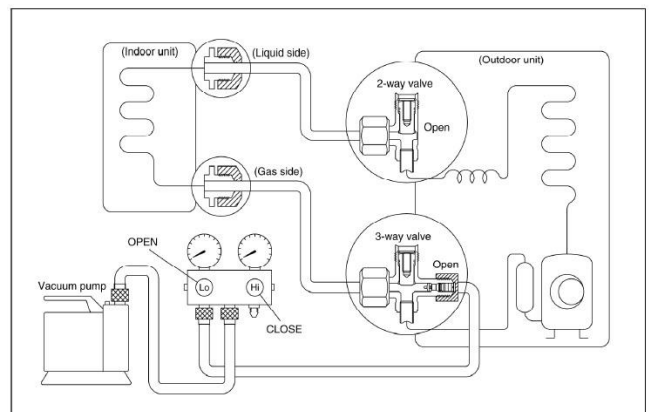 (Indoor unit)
(Liquid side)
(Outdoor unit)
2-way valve
Open
(Gas side)
3-way valve
Open
OPEN
Vacuum pump
Lo
Hi
CLOSE